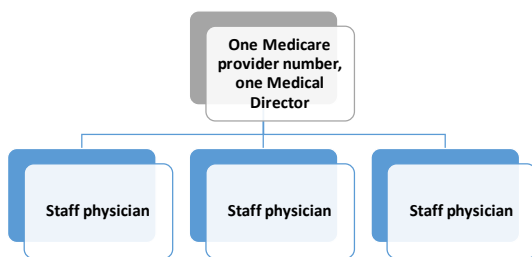 One Medicare
provider number,
one Medical
Director
Staff physician
Staff physician
Staff physician